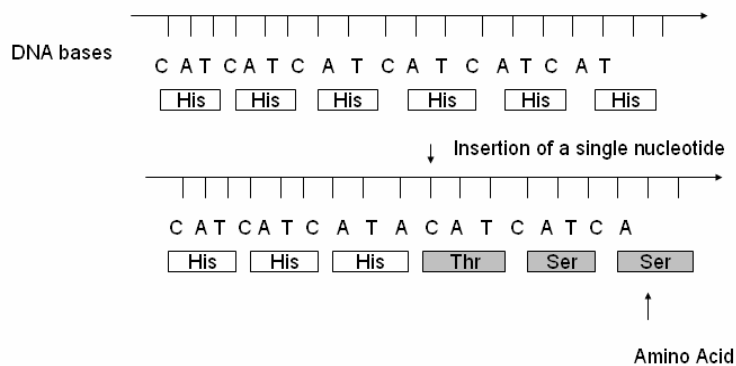 DNA bases
C A T C A T C A T C A T C A T C A T
His His His His His His
Insertion of a single nucleotide
C A T C A T C A T A C A T C A T C A
His His His Thr Ser Ser
Amino Acid